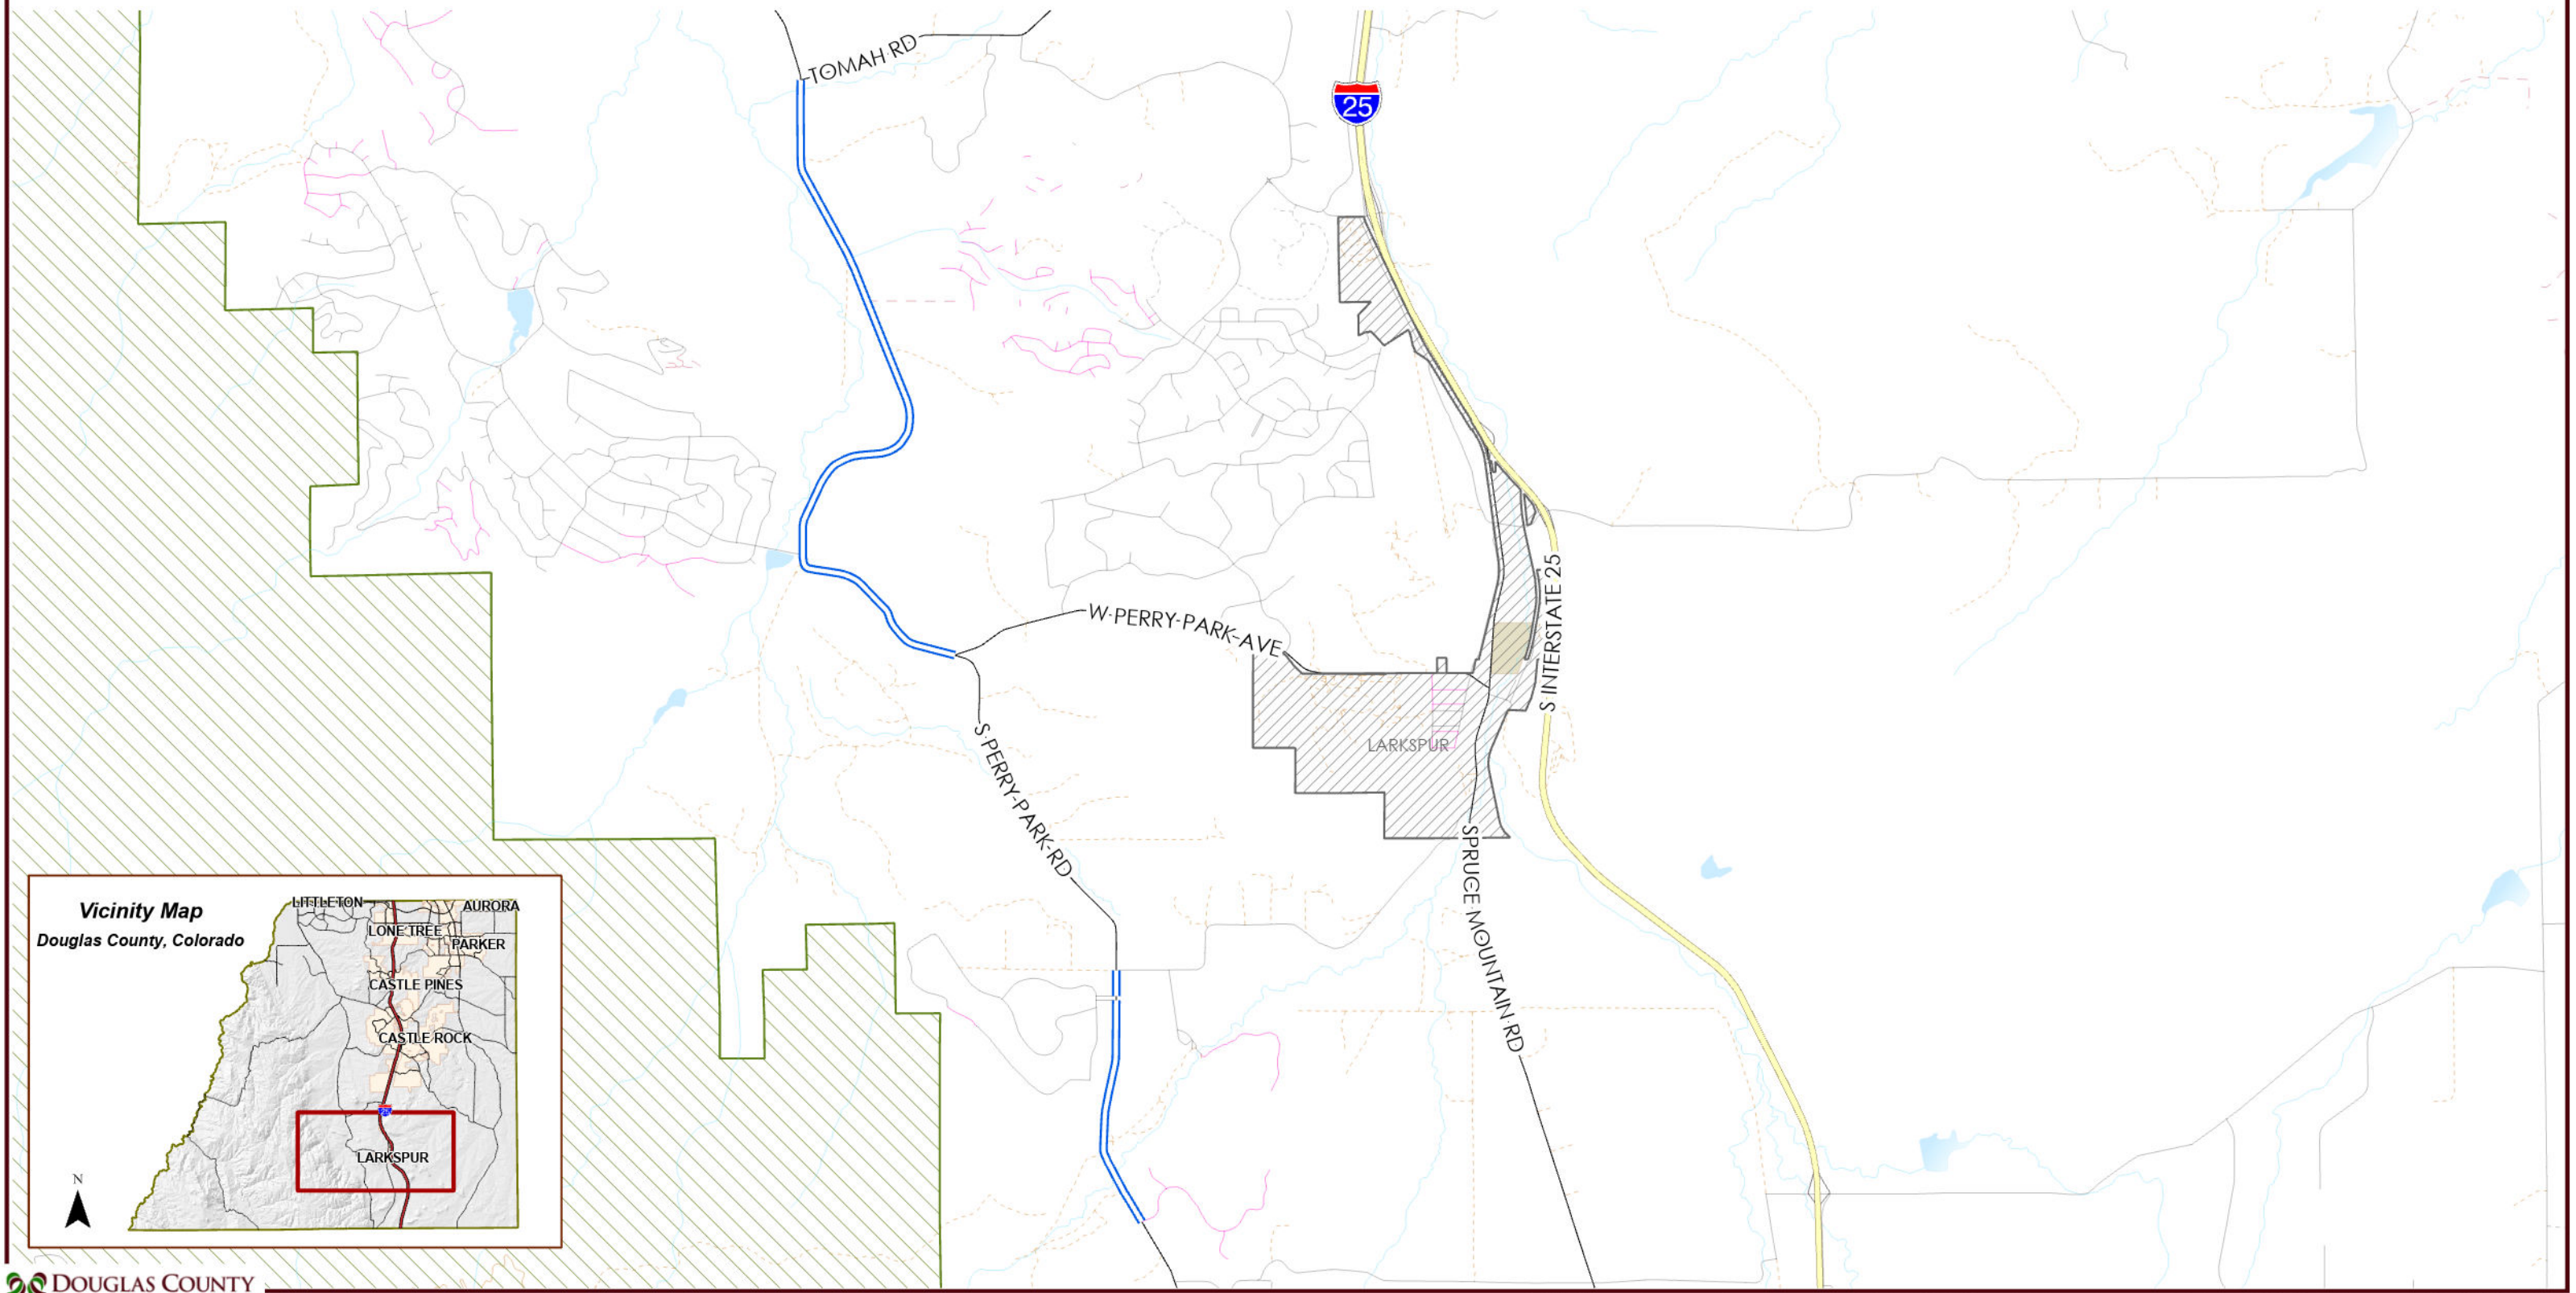 TOMAH RD
25
W PERRY-PARK-AVE
S INTERSTATE 25
S PERRY-PARK-RD
LARKSPUR
SPRUCE MOUNTAIN RD
Vicinity Map
Douglas County, Colorado
LITTLETON
AURORA
LONE TREE
PARKER
CASTLE PINES
CASTLE ROCK
25
LARKSPUR
N
DOUGLAS COUNTY